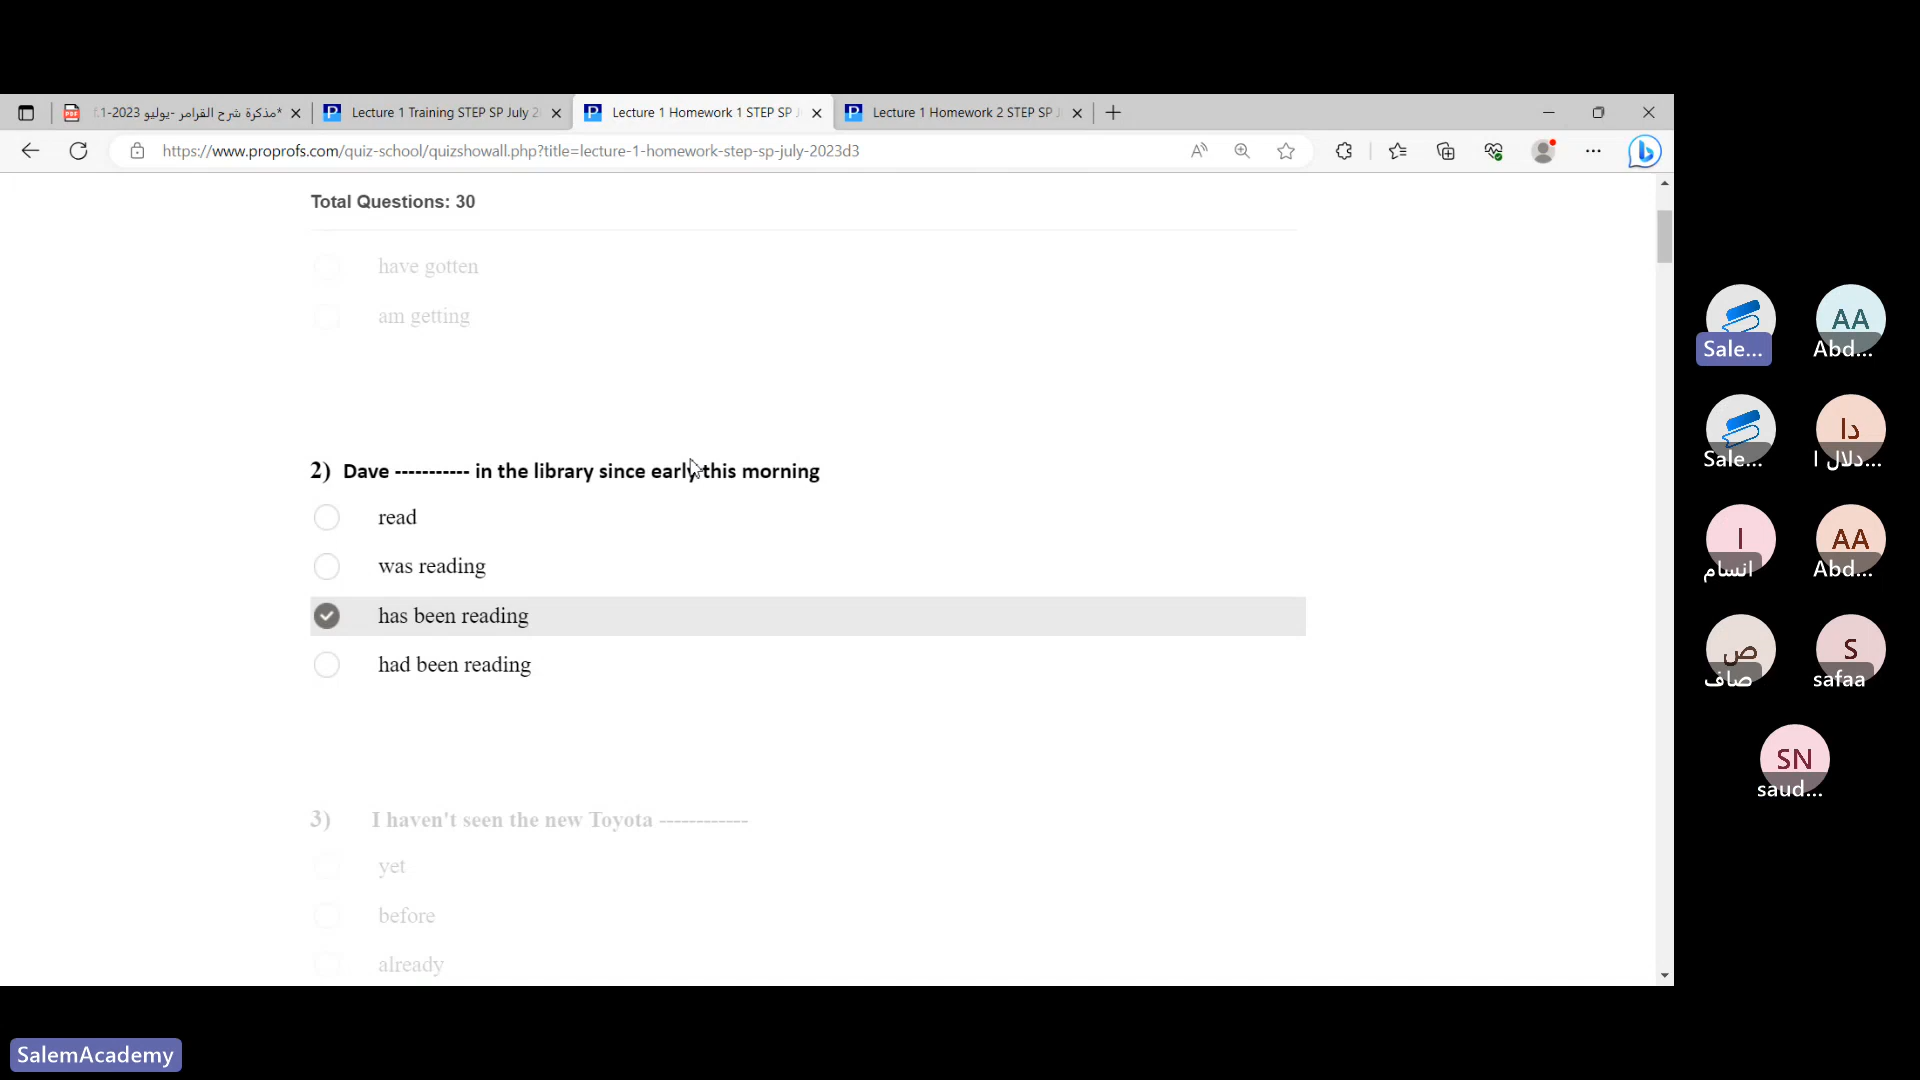 *مذكرة شرح القرامر -يوليو 2023-1.f
Lecture 1 Training STEP SP July 2
Lecture 1 Homework 1 STEP SP J
Lecture 1 Homework 2 STEP SP J
https://www.proprofs.com/quiz-school/quizshowall.php?title=lecture-1-homework-step-sp-july-2023d3
Total Questions: 30
have gotten
am getting
2) Dave ----------- in the library since early this morning
read
was reading
has been reading
had been reading
3) I haven't seen the new Toyota ------------
yet
before
already
Sale...
AA
Abd...
Sale...
دا
دلال ا...
ا
انسام
AA
Abd...
ص
صاف
S
safaa
SN
saud...
SalemAcademy